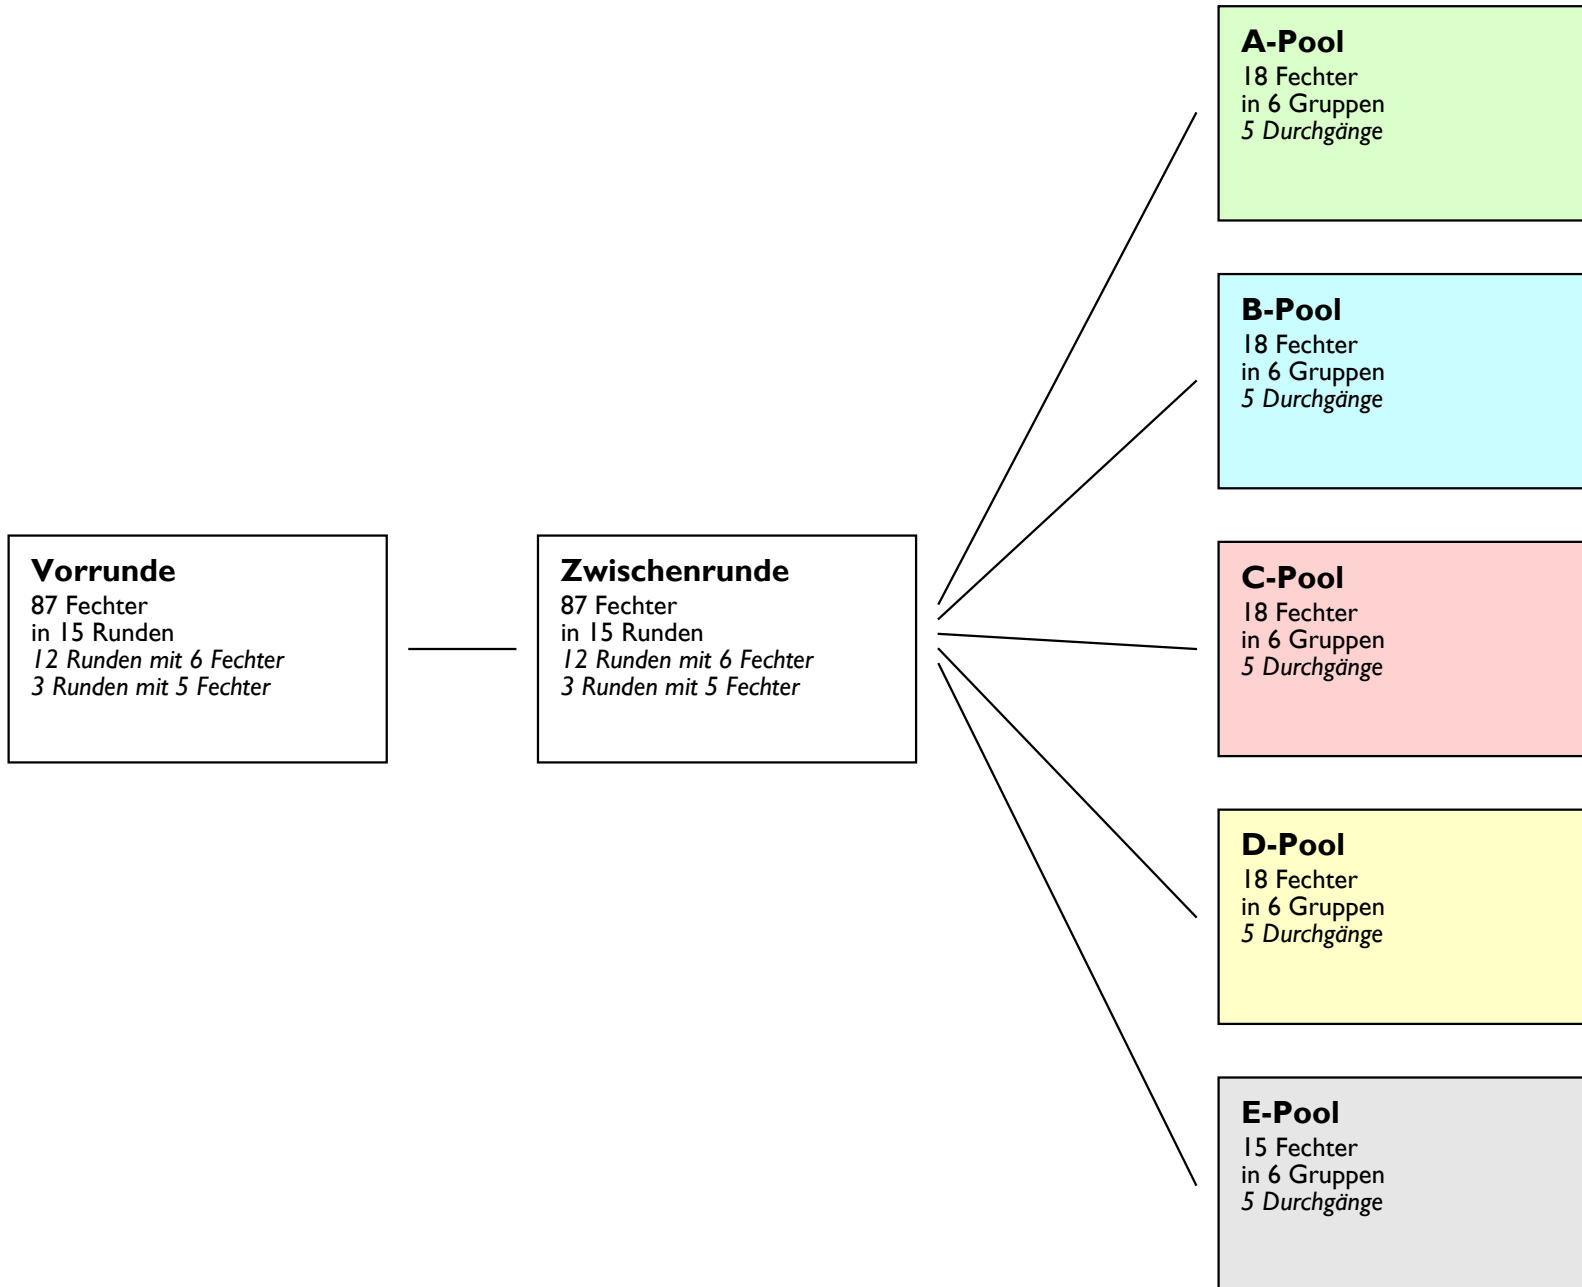 Vorrunde
87 Fechter
in 15 Runden
12 Runden mit 6 Fechter
3 Runden mit 5 Fechter
Zwischenrunde
87 Fechter
in 15 Runden
12 Runden mit 6 Fechter
3 Runden mit 5 Fechter
A-Pool
18 Fechter
in 6 Gruppen
5 Durchgänge
B-Pool
18 Fechter
in 6 Gruppen
5 Durchgänge
C-Pool
18 Fechter
in 6 Gruppen
5 Durchgänge
D-Pool
18 Fechter
in 6 Gruppen
5 Durchgänge
E-Pool
15 Fechter
in 6 Gruppen
5 Durchgänge